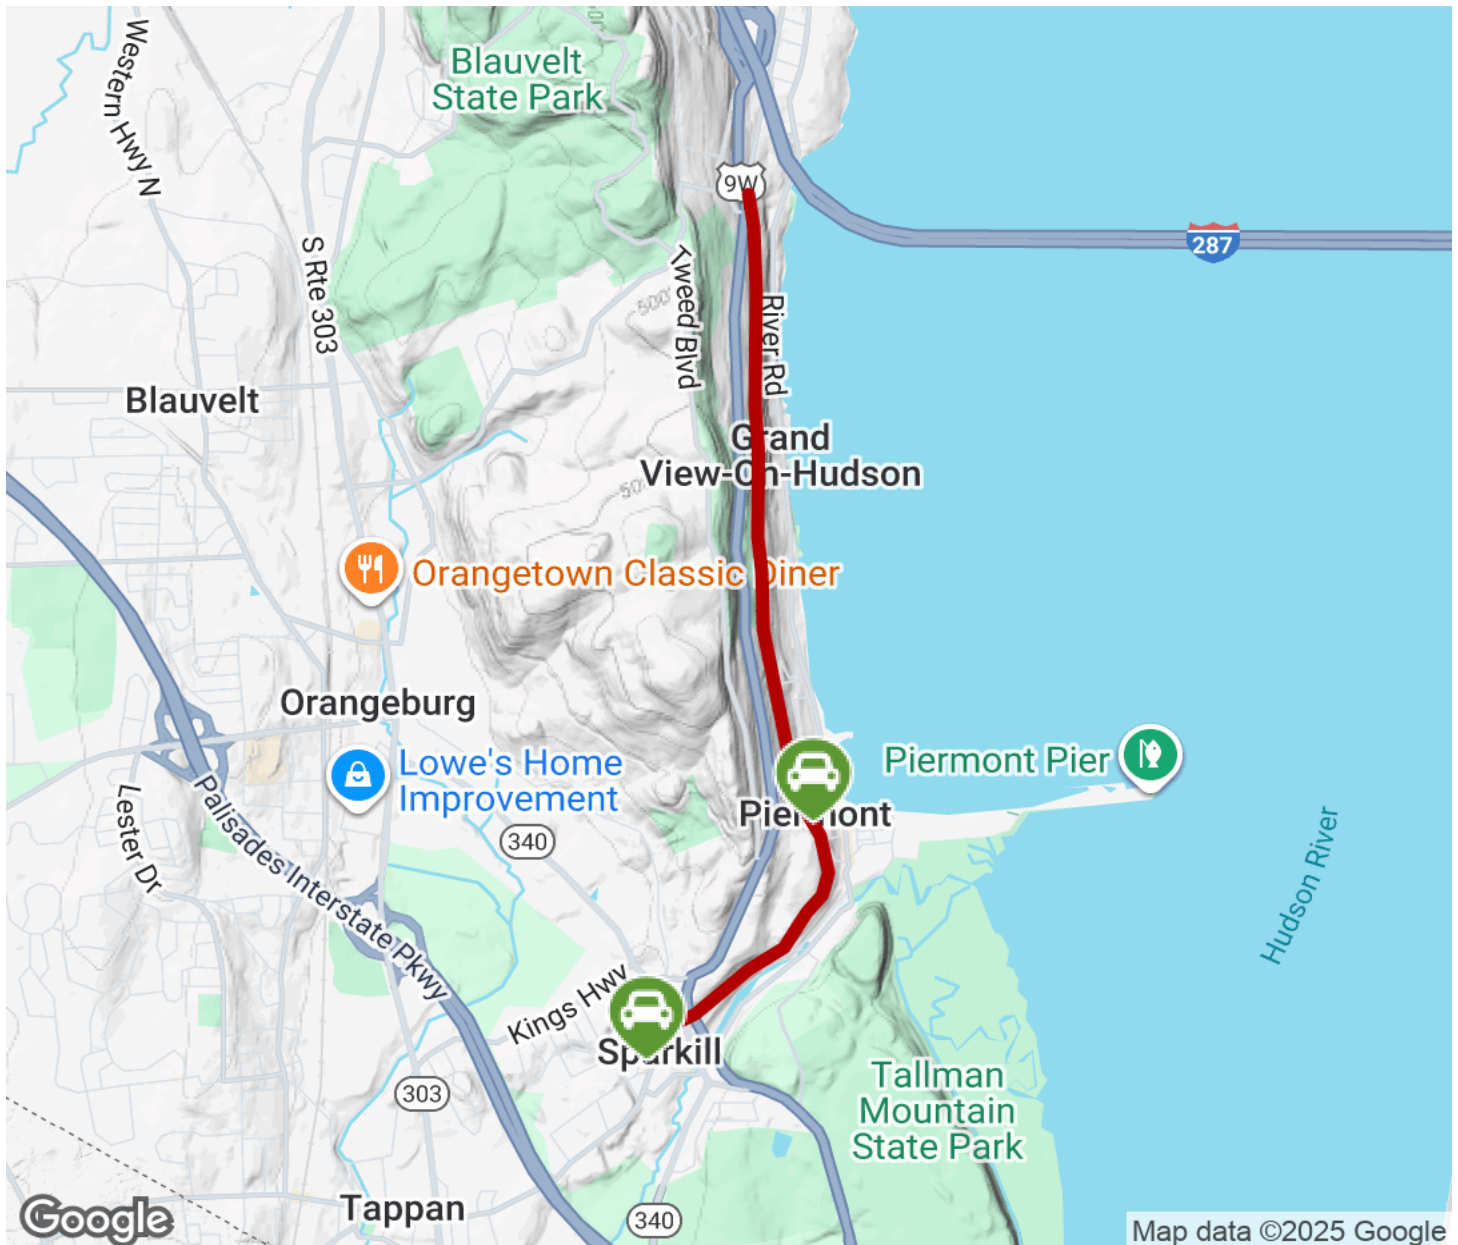 Western Hwy N
Blauvelt
State Park
9W
287
S Rte 303
500
Tweed Blvd
River Rd
Blauvelt
Grand
View-On-Hudson
500
Orangetown Classic Diner
Orangeburg
Lowe's Home
Improvement
Piermont Pier
Piermont
340
Lester Dr
Palisades Interstate Pkwy
Hudson River
Kings Hwy
Sparkill
303
Tallman
Mountain
State Park
Tappan
340
Google
Map data ©2025 Google